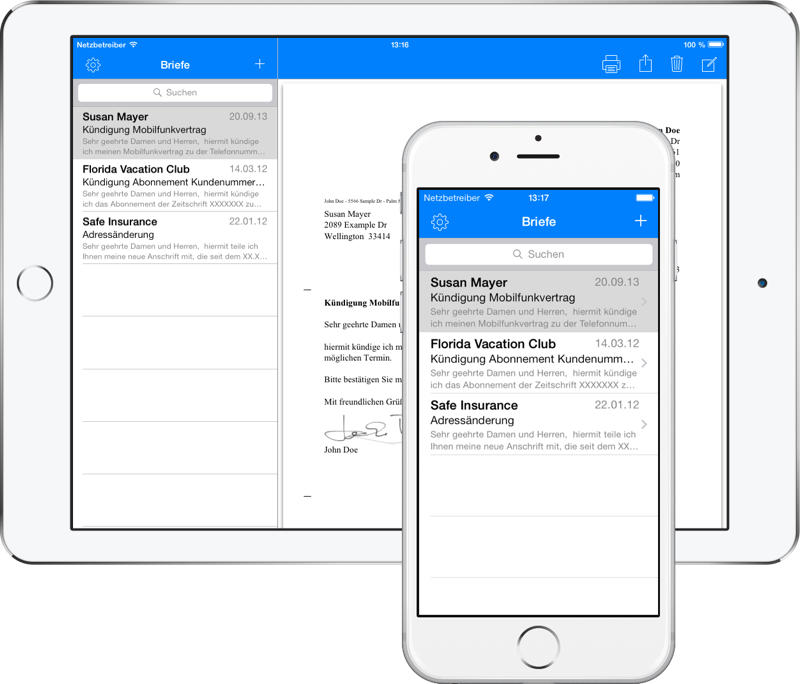 Netzbetreiber 13:16 100 %
Briefe
Suchen
Susan Mayer 20.09.13
Kündigung Mobilfunkvertrag
Sehr geehrte Damen und Herren, hiermit kündige
ich meinen Mobilfunkvertrag zu der Telefonnumm…
Florida Vacation Club 14.03.12
Kündigung Abonnement Kundenummer…
Sehr geehrte Damen und Herren, hiermit kündige
ich das Abonnement der Zeitschrift XXXXXXX zu…
Safe Insurance 22.01.12
Adressänderung
Sehr geehrte Damen und Herren, hiermit teile ich
Ihnen meine neue Anschrift mit, die seit dem XX.X…
Doe
Dr
John Doe - 5566 Sample Dr - Palm
Susan Mayer
2089 Example Dr
Wellington 33414
Kündigung Mobilfu
Sehr geehrte Damen
hiermit kündige ich m
möglichen Termin.
Bitte bestätigen Sie m
Mit freundlichen Grüß
John Doe
Netzbetreiber 13:17
Briefe
Suchen
Susan Mayer 20.09.13
Kündigung Mobilfunkvertrag
Sehr geehrte Damen und Herren, hiermit kündige
ich meinen Mobilfunkvertrag zu der Telefonnum…
Florida Vacation Club 14.03.12
Kündigung Abonnement Kundenumm…
Sehr geehrte Damen und Herren, hiermit kündige
ich das Abonnement der Zeitschrift XXXXXXX z…
Safe Insurance 22.01.12
Adressänderung
Sehr geehrte Damen und Herren, hiermit teile ich
Ihnen meine neue Anschrift mit, die seit dem XX…